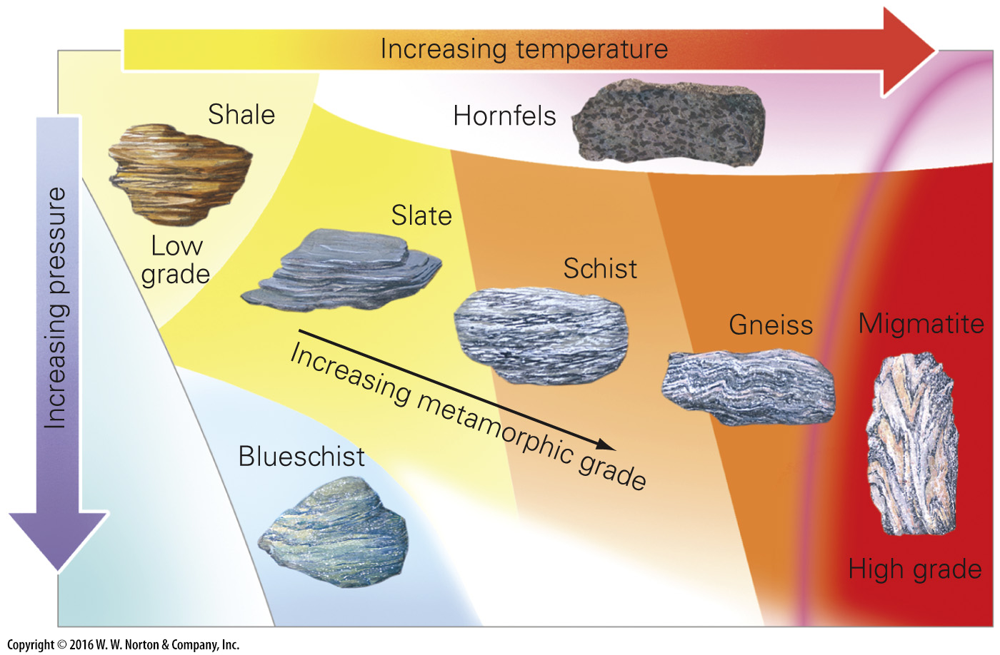 Increasing temperature
Shale
Hornfels
Increasing pressure
Low
grade
Slate
Schist
Gneiss
Migmatite
Increasing metamorphic grade
Blueschist
High grade
Copyright © 2016 W. W. Norton & Company, Inc.